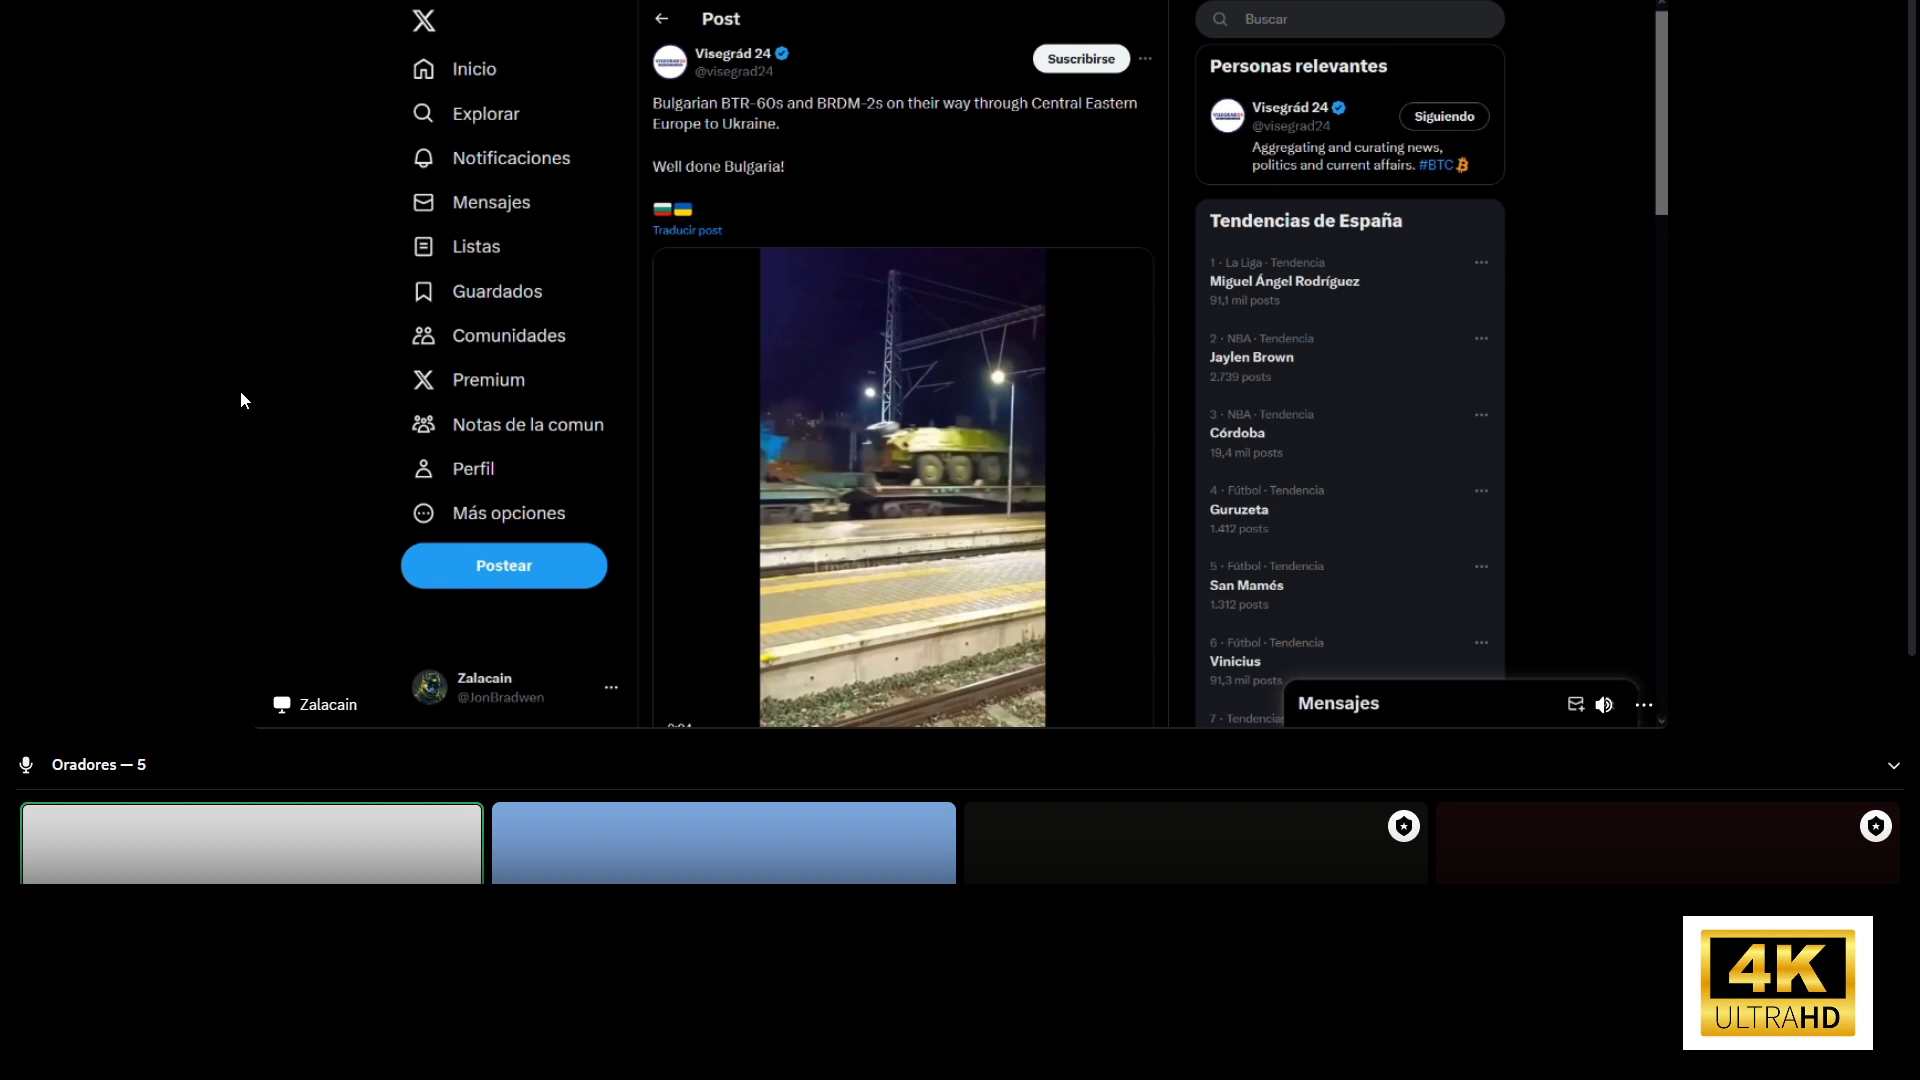 Inicio
Explorar
Notificaciones
Mensajes
Listas
Guardados
Comunidades
Premium
Notas de la comun
Perfil
Más opciones
Postear
Zalacain
@JonBradwen
Zalacain
Post
Visegrád 24
@visegrad24
Suscribirse
Bulgarian BTR-60s and BRDM-2s on their way through Central Eastern
Europe to Ukraine.
Well done Bulgaria!
Traducir post
Buscar
Personas relevantes
Visegrád 24
@visegrad24
Siguiendo
Aggregating and curating news,
politics and current affairs. #BTC
Tendencias de España
1 · La Liga · Tendencia
Miguel Ángel Rodríguez
91,1 mil posts
2 · NBA · Tendencia
Jaylen Brown
2.739 posts
3 · NBA · Tendencia
Córdoba
19,4 mil posts
4 · Fútbol · Tendencia
Guruzeta
1.412 posts
5 · Fútbol · Tendencia
San Mamés
1.312 posts
6 · Fútbol · Tendencia
Vinicius
91,3 mil posts
7 · Tendencias
Mensajes
Oradores — 5
4K
ULTRAHD